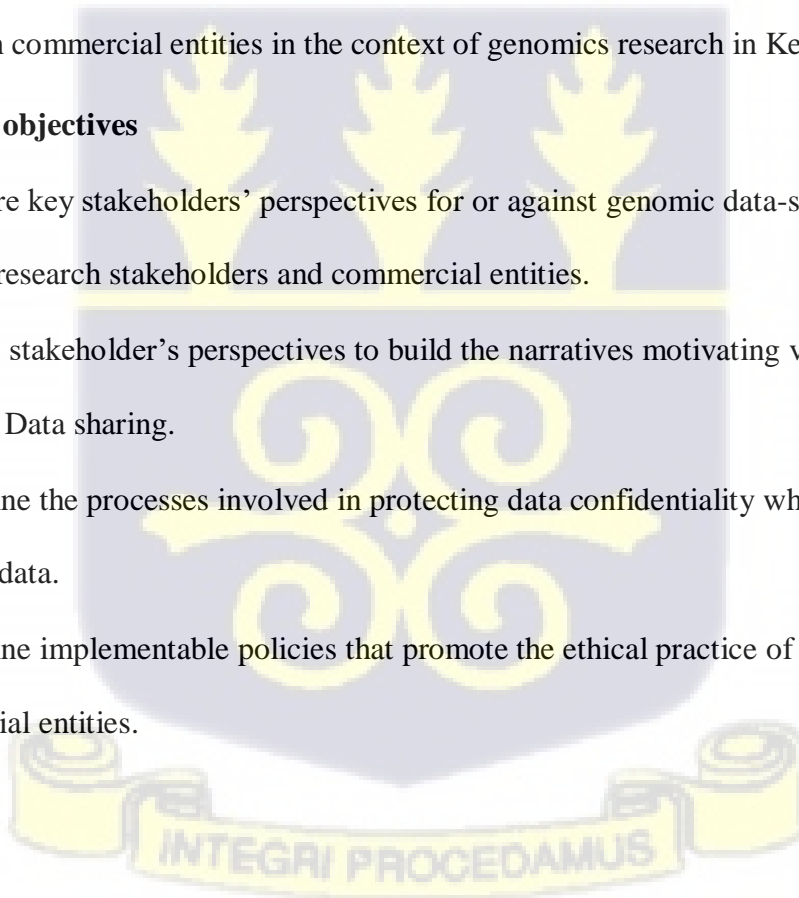 n commercial entities in the context of genomics research in Ke
objectives
re key stakeholders’ perspectives for or against genomic data-s
research stakeholders and commercial entities.
stakeholder’s perspectives to build the narratives motivating v
Data sharing.
ne the processes involved in protecting data confidentiality wh
data.
ne implementable policies that promote the ethical practice of
ial entities.
INTEGRI PROCEDAMUS